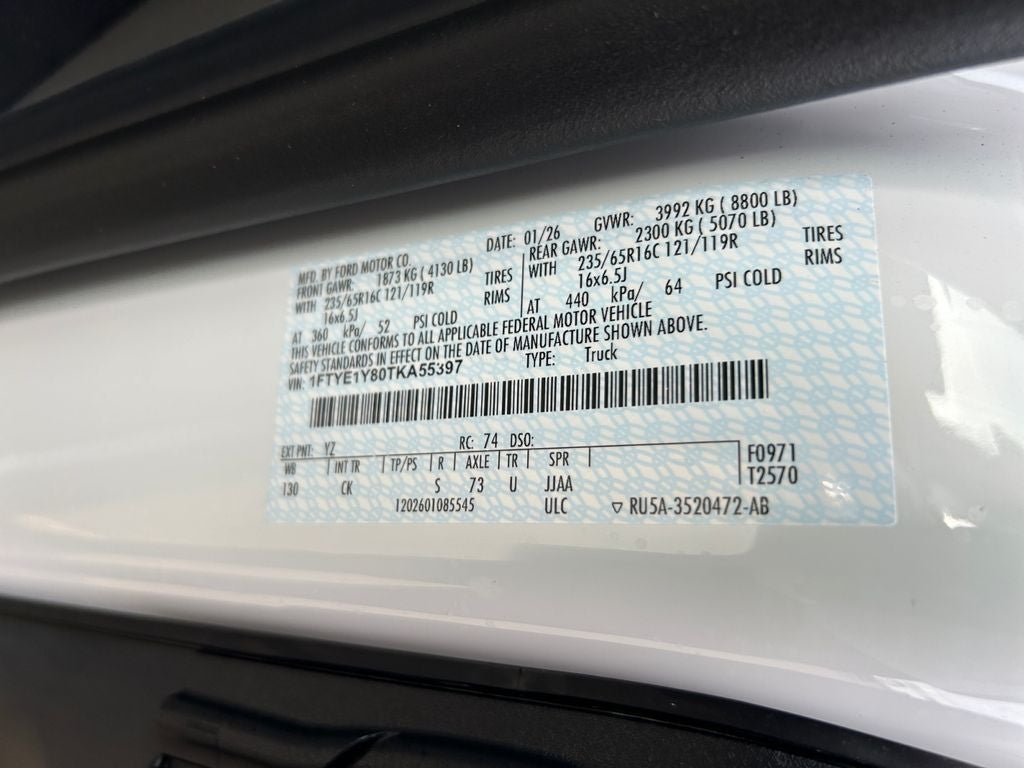 MFD. BY FORD MOTOR CO.
DATE: 01/26 GVWR: 3992 KG ( 8800 LB)
FRONT GAWR: 1873 KG ( 4130 LB)
WITH 235/65R16C 121/119R TIRES
16x6.5J RIMS
AT 360 kPa/ 52 PSI COLD
REAR GAWR: 2300 KG ( 5070 LB)
WITH 235/65R16C 121/119R TIRES
16x6.5J RIMS
AT 440 kPa/ 64 PSI COLD
THIS VEHICLE CONFORMS TO ALL APPLICABLE FEDERAL MOTOR VEHICLE
SAFETY STANDARDS IN EFFECT ON THE DATE OF MANUFACTURE SHOWN ABOVE.
VIN: 1FTYE1Y80TKA55397 TYPE: Truck
EXT PNT: YZ RC: 74 DSO:
WB INT TR TP/PS R AXLE TR SPR F0971
130 CK S 73 U JJAA T2570
1202601085545 ULC ▽ RU5A-3520472-AB